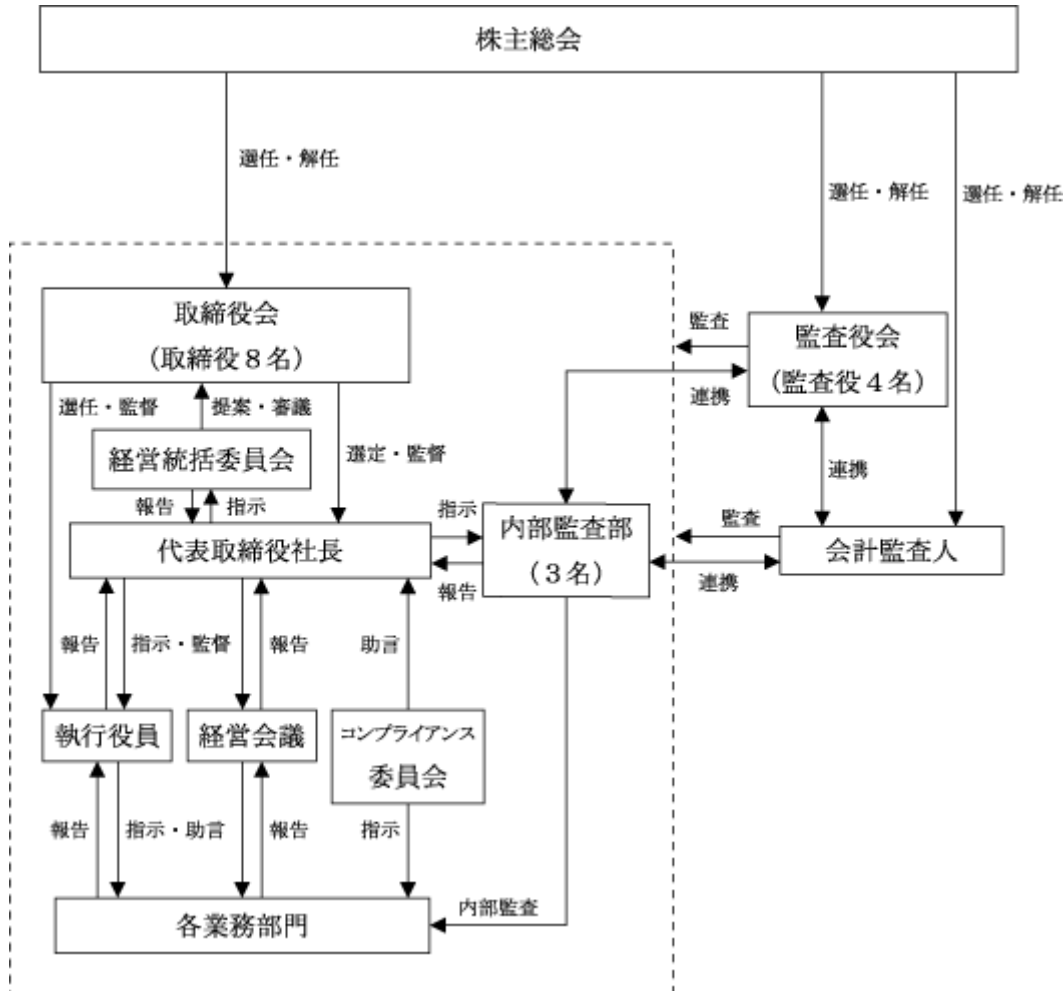 株主総会
選任・解任
選任・解任
選任・解任
取締役会
(取締役8名)
監査
監査役会
(監査役4名)
連携
選任・監督
提案・審議
経営統括委員会
選定・監督
連携
報告
指示
指示
内部監査部
(3名)
監査
代表取締役社長
会計監査人
報告
連携
報告
指示・監督
報告
助言
執行役員
経営会議
コンプライアンス
委員会
報告
指示・助言
報告
指示
内部監査
各業務部門